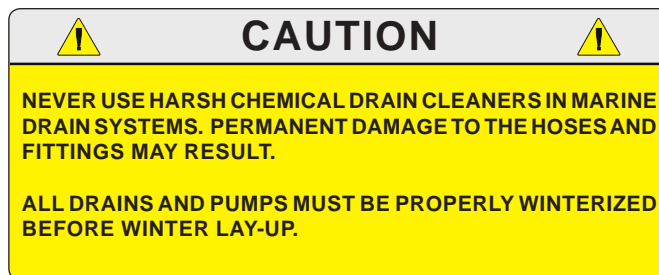 CAUTION
NEVER USE HARSH CHEMICAL DRAIN CLEANERS IN MARINE
DRAIN SYSTEMS. PERMANENT DAMAGE TO THE HOSES AND
FITTINGS MAY RESULT.
ALL DRAINS AND PUMPS MUST BE PROPERLY WINTERIZED
BEFORE WINTER LAY-UP.